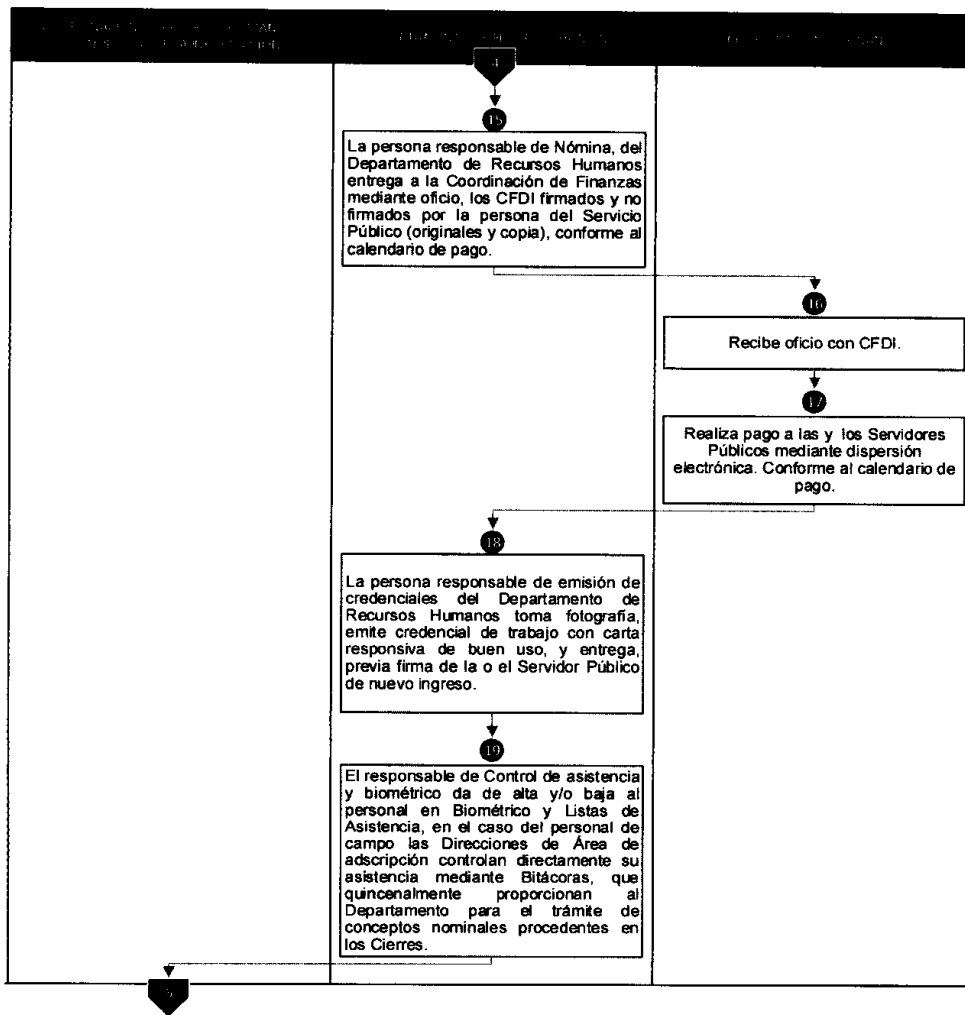 4
15
La persona responsable de Nómina, del
Departamento de Recursos Humanos
entrega a la Coordinación de Finanzas
mediante oficio, los CFDI firmados y no
firmados por la persona del Servicio
Público (originales y copia), conforme al
calendario de pago.
16
Recibe oficio con CFDI.
17
Realiza pago a las y los Servidores
Públicos mediante dispersión
electrónica. Conforme al calendario de
pago.
18
La persona responsable de emisión de
credenciales del Departamento de
Recursos Humanos toma fotografía,
emite credencial de trabajo con carta
responsiva de buen uso, y entrega,
previa firma de la o el Servidor Público
de nuevo ingreso.
19
El responsable de Control de asistencia
y biométrico da de alta y/o baja al
personal en Biométrico y Listas de
Asistencia, en el caso del personal de
campo las Direcciones de Área de
adscripción controlan directamente su
asistencia mediante Bitácoras, que
quincenalmente proporcionan al
Departamento para el trámite de
conceptos nominales procedentes en
los Cierres.
5